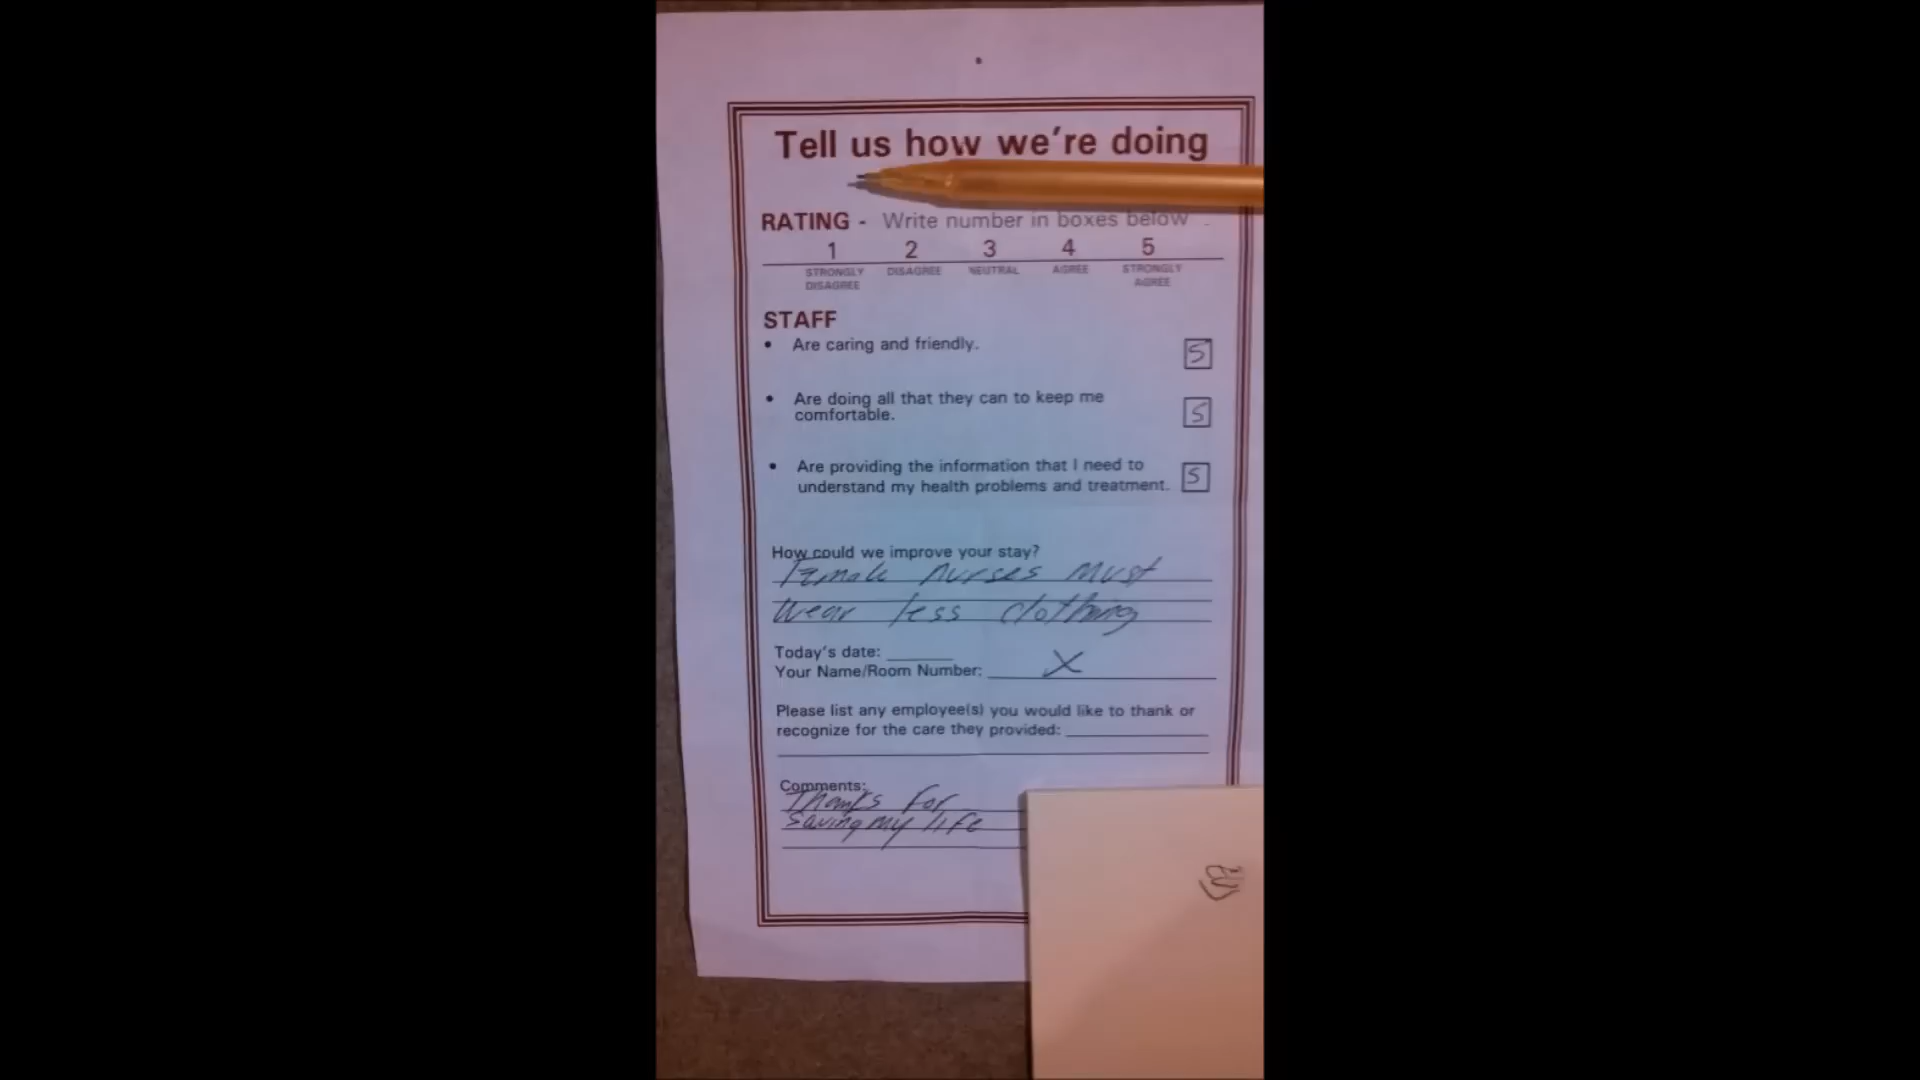 Tell us how we're doing
RATING - Write number in boxes below
1 2 3 4 5
STRONGLY DISAGREE NEUTRAL AGREE STRONGLY
DISAGREE AGREE
STAFF
• Are caring and friendly. 5
• Are doing all that they can to keep me
comfortable. 5
• Are providing the information that I need to
understand my health problems and treatment. 5
How could we improve your stay?
Female nurses must
Wear less clothing
Today's date:
Your Name/Room Number: X
Please list any employee(s) you would like to thank or
recognize for the care they provided:
Comments:
Thanks for
saving my life